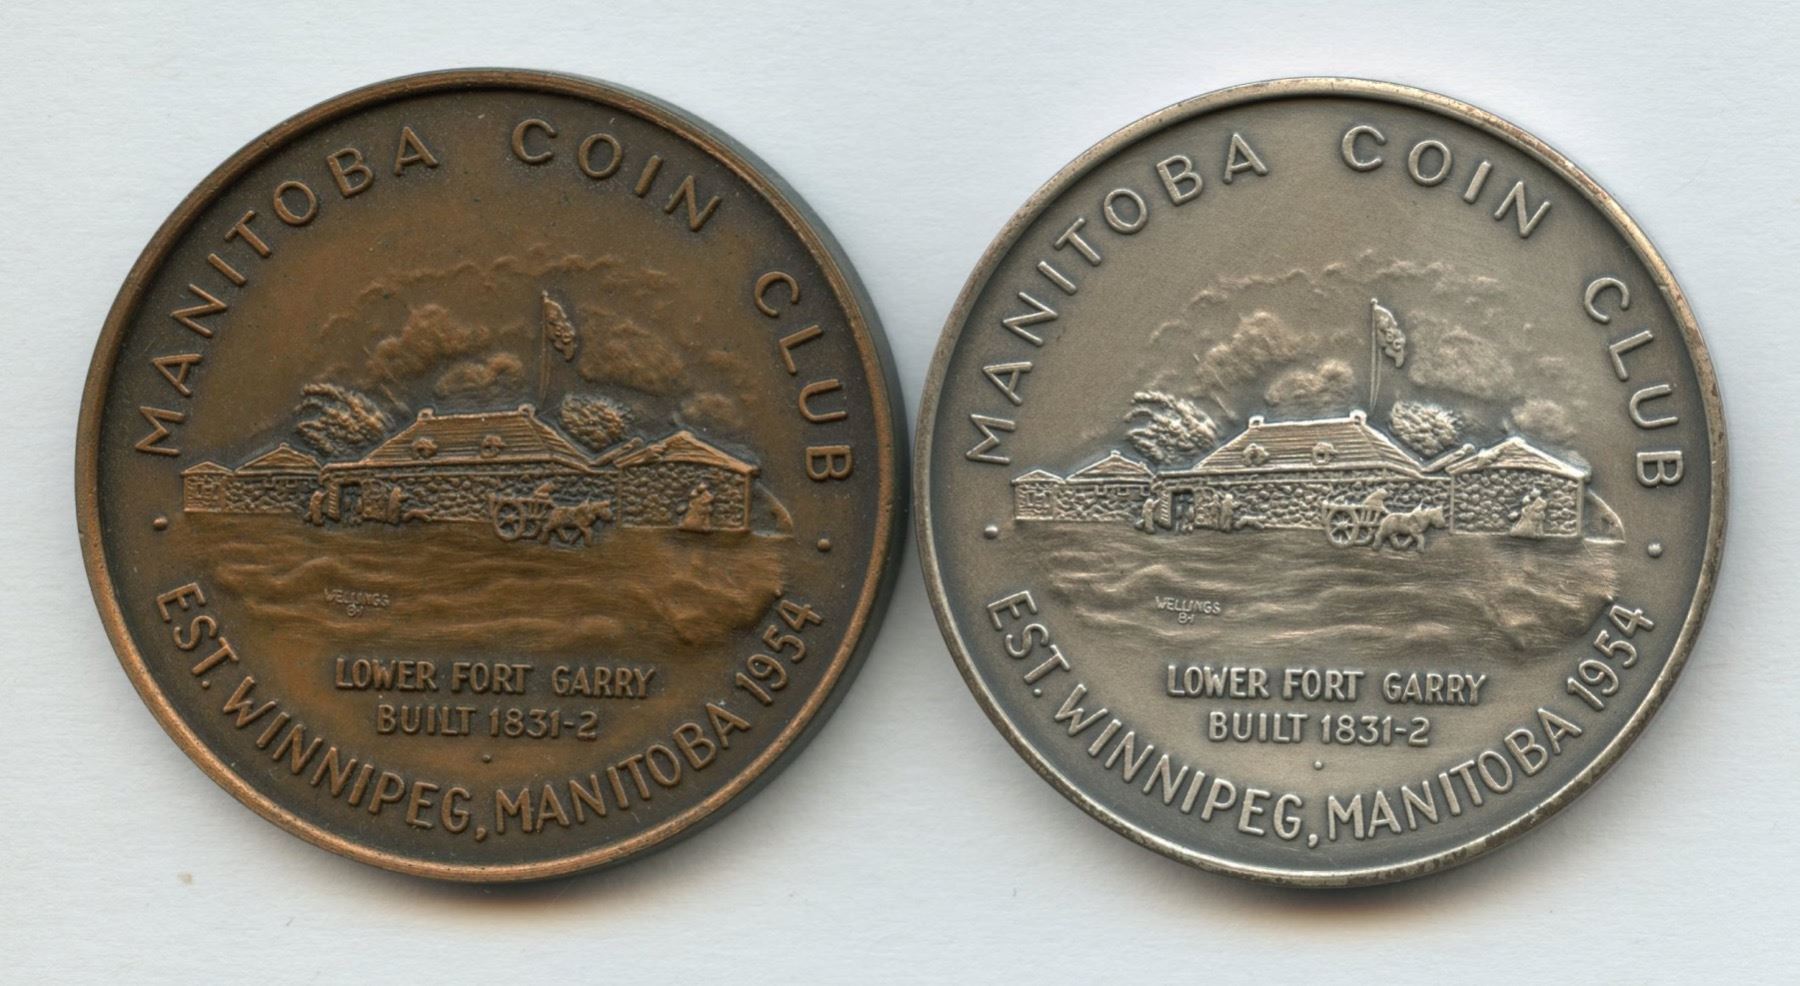 MANITOBA COIN CLUB
WELLINGS
81
LOWER FORT GARRY
BUILT 1831-2
EST. WINNIPEG, MANITOBA 1954
MANITOBA COIN CLUB
WELLINGS
81
LOWER FORT GARRY
BUILT 1831-2
EST. WINNIPEG, MANITOBA 1954